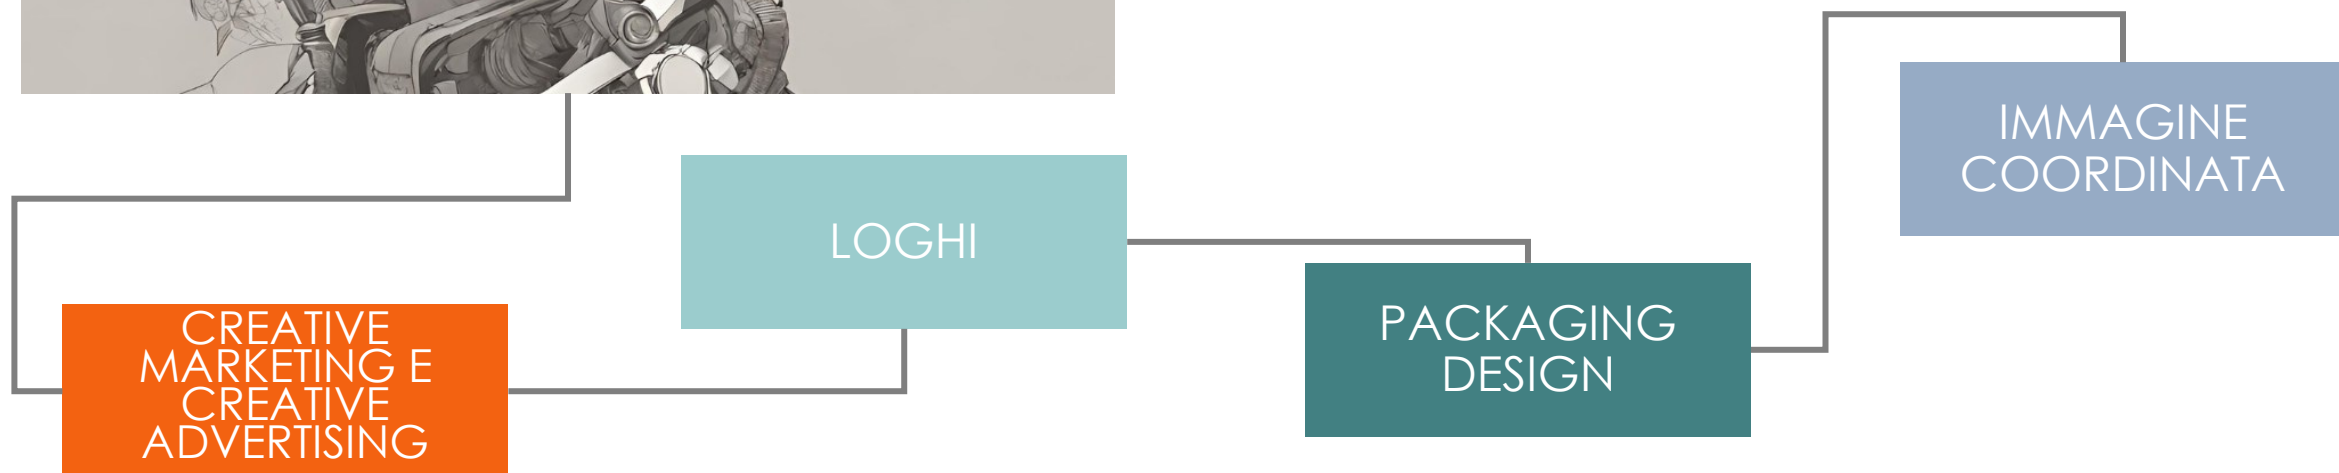 CREATIVE
MARKETING E
CREATIVE
ADVERTISING
LOGHI
PACKAGING
DESIGN
IMMAGINE
COORDINATA